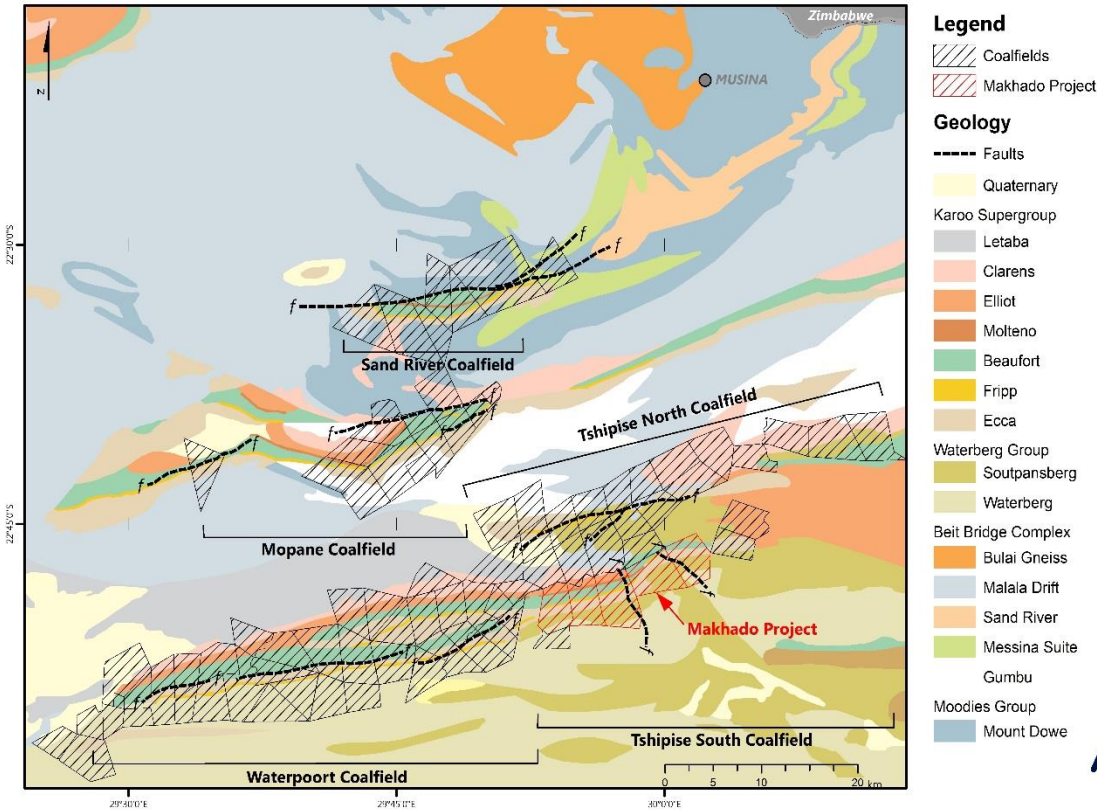 Zimbabwe
MUSINA
N
22°30'0"S
22°45'0"S
f
f
f
Sand River Coalfield
f
f
f
f
f
Mopane Coalfield
Tshipise North Coalfield
f
f
f
f
f
f
f
f
f
f
f
Makhado Project
Waterpoort Coalfield
Tshipise South Coalfield
0 5 10 20 km
29°30'0"E
29°45'0"E
30°0'0"E
Legend
Coalfields
Makhado Project
Geology
Faults
Quaternary
Karoo Supergroup
Letaba
Clarens
Elliot
Molteno
Beaufort
Fripp
Ecca
Waterberg Group
Soutpansberg
Waterberg
Beit Bridge Complex
Bulai Gneiss
Malala Drift
Sand River
Messina Suite
Gumbu
Moodies Group
Mount Dowe